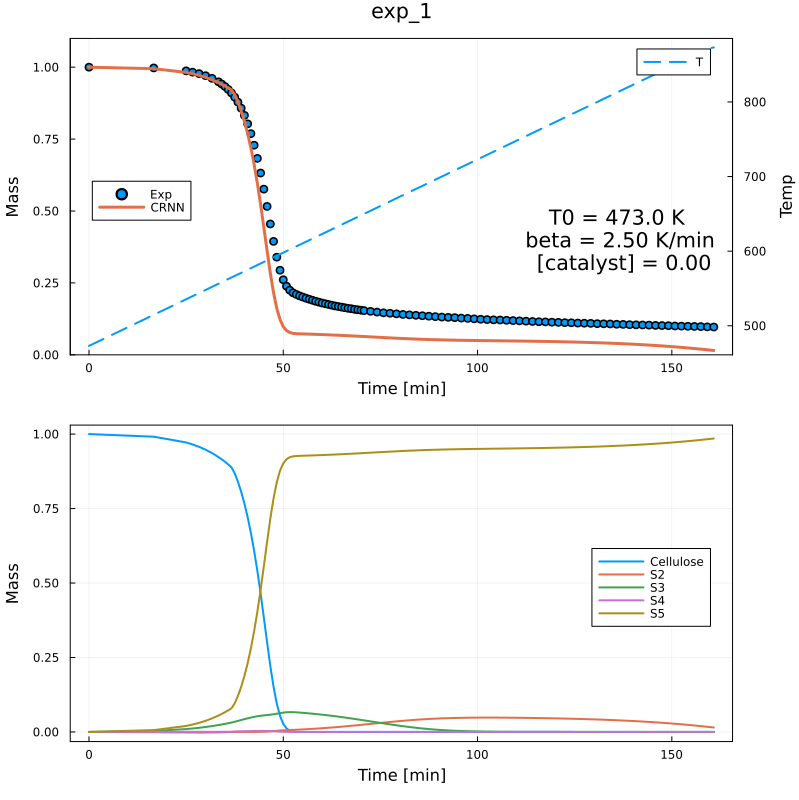 exp_1
T
1.00
0.75
0.50
0.25
0.00
Mass
Exp
CRNN
T0 = 473.0 K
beta = 2.50 K/min
[catalyst] = 0.00
800
700
600
500
Temp
0
50
100
150
Time [min]
1.00
0.75
0.50
0.25
0.00
Mass
Cellulose
S2
S3
S4
S5
0
50
100
150
Time [min]